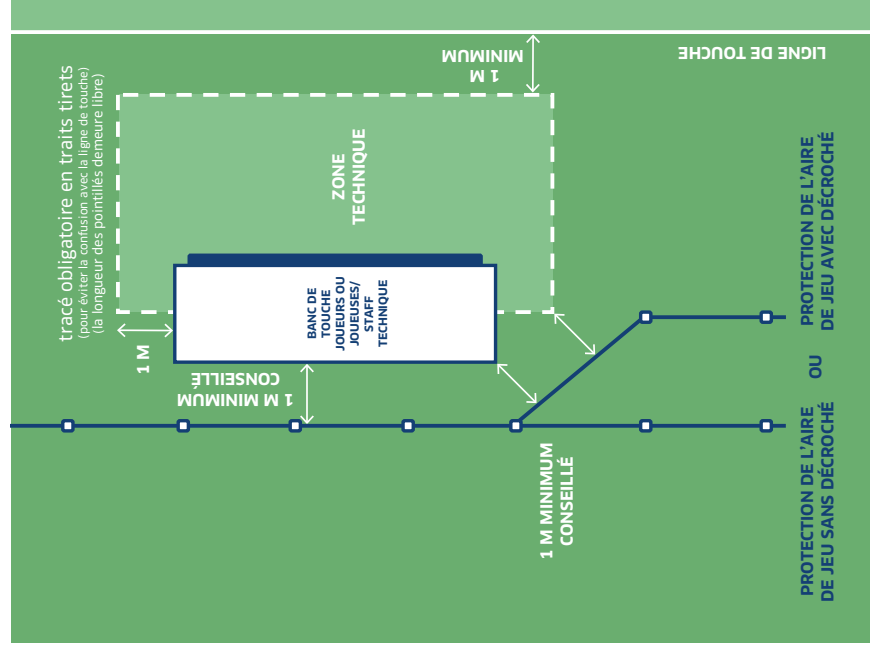 LIGNE DE TOUCHE
1 M
MINIMUM
tracé obligatoire en traits tirets
(pour éviter la confusion avec la ligne de touche)
(la longueur des pointillés demeure libre)
ZONE
TECHNIQUE
BANC DE
TOUCHE
JOUEURS OU
JOUEUSES/
STAFF
TECHNIQUE
1 M
1 M MINIMUM
CONSEILLÉ
1 M MINIMUM
CONSEILLÉ
PROTECTION DE L'AIRE
DE JEU SANS DÉCROCHÉ
OU
PROTECTION DE L'AIRE
DE JEU AVEC DÉCROCHÉ